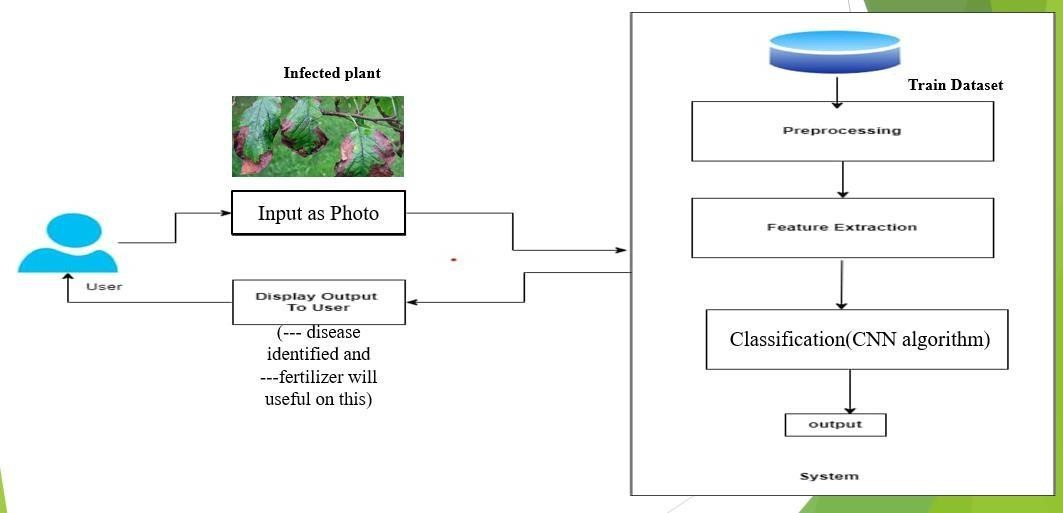 Infected plant
Input as Photo
User
Display Output
To User
(--- disease
identified and
---fertilizer will
useful on this)
Train Dataset
Preprocessing
Feature Extraction
Classification(CNN algorithm)
output
System